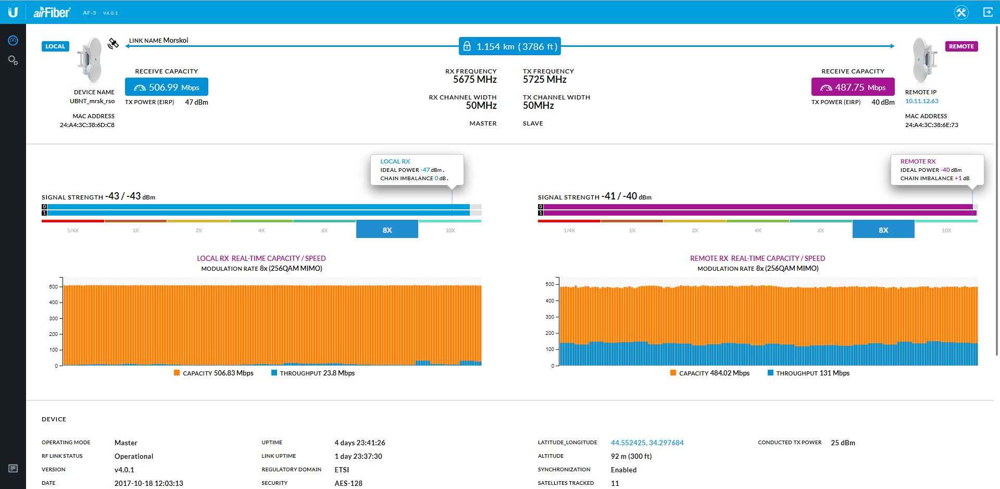 airFiber AF-5 V4.0.1
LOCAL
LINK NAME Morskoi
1.154 km ( 3786 ft )
REMOTE
RECEIVE CAPACITY
506.99 Mbps
TX POWER (EIRP) 47 dBm
DEVICE NAME
UBNT_mrsk_rso
MAC ADDRESS
24:A4:3C:38:6D:C8
RX FREQUENCY
5675 MHz
TX FREQUENCY
5725 MHz
RX CHANNEL WIDTH
50MHz
TX CHANNEL WIDTH
50MHz
MASTER SLAVE
RECEIVE CAPACITY
487.75 Mbps
TX POWER (EIRP) 40 dBm
REMOTE IP
10.11.12.63
MAC ADDRESS
24:A4:3C:38:6E:73
LOCAL RX
IDEAL POWER -47 dBm .
CHAIN IMBALANCE 0 dB .
SIGNAL STRENGTH -43 / -43 dBm
0
1
1/4X 1X 2X 4X 6X 8X 10X
REMOTE RX
IDEAL POWER -40 dBm
CHAIN IMBALANCE +1 dB
SIGNAL STRENGTH -41 / -40 dBm
0
1
1/4X 1X 2X 4X 6X 8X 10X
LOCAL RX REAL-TIME CAPACITY / SPEED
MODULATION RATE 8x (256QAM MIMO)
500
400
300
200
100
0
CAPACITY 506.83 Mbps THROUGHPUT 23.8 Mbps
REMOTE RX REAL-TIME CAPACITY / SPEED
MODULATION RATE 8x (256QAM MIMO)
500
400
300
200
100
0
CAPACITY 484.02 Mbps THROUGHPUT 131 Mbps
DEVICE
OPERATING MODE Master UPTIME 4 days 23:41:26 LATITUDE_LONGITUDE 44.552425, 34.297684 CONDUCTED TX POWER 25 dBm
RF LINK STATUS Operational LINK UPTIME 1 day 23:37:30 ALTITUDE 92 m (300 ft)
VERSION v4.0.1 REGULATORY DOMAIN ETSI SYNCHRONIZATION Enabled
DATE 2017-10-18 12:03:13 SECURITY AES-128 SATELLITES TRACKED 11